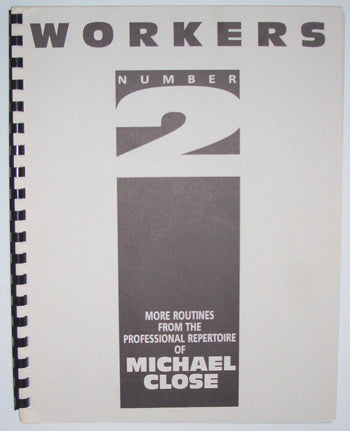 WORKERS
NUMBER
2
MORE ROUTINES
FROM THE
PROFESSIONAL REPERTOIRE
OF
MICHAEL
CLOSE